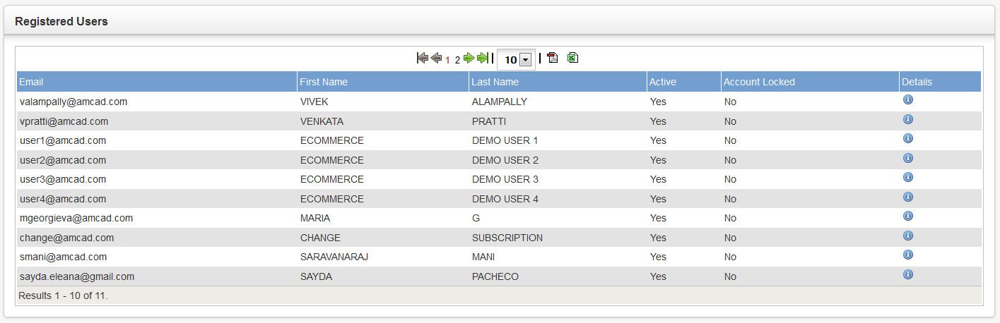 Registered Users
1 2 10
Email First Name Last Name Active Account Locked Details
valampally@amcad.com VIVEK ALAMPALLY Yes No
vpratti@amcad.com VENKATA PRATTI Yes No
user1@amcad.com ECOMMERCE DEMO USER 1 Yes No
user2@amcad.com ECOMMERCE DEMO USER 2 Yes No
user3@amcad.com ECOMMERCE DEMO USER 3 Yes No
user4@amcad.com ECOMMERCE DEMO USER 4 Yes No
mgeorgieva@amcad.com MARIA G Yes No
change@amcad.com CHANGE SUBSCRIPTION Yes No
smani@amcad.com SARAVANARAJ MANI Yes No
sayda.eleana@gmail.com SAYDA PACHECO Yes No
Results 1 - 10 of 11.